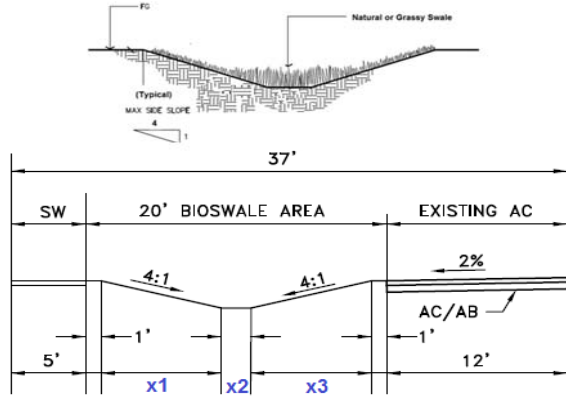 FG
Natural or Grassy Swale
(Typical)
MAX SIDE SLOPE
4
1
37'
SW
20' BIOSWALE AREA
EXISTING AC
4:1
4:1
2%
AC/AB
1'
1'
5'
x1
x2
x3
12'